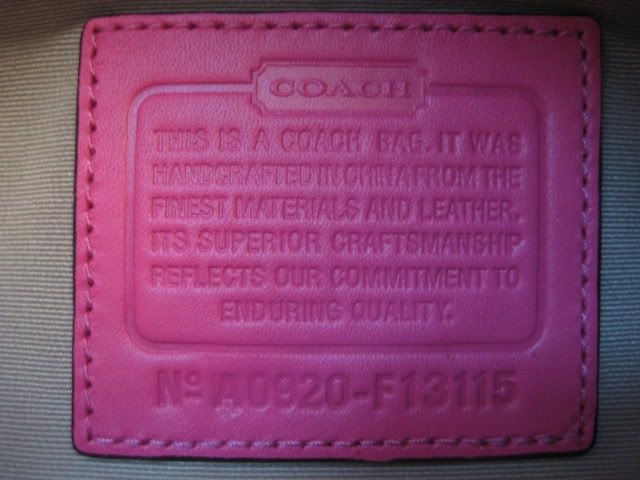 COACH
THIS IS A COACH BAG. IT WAS
HANDCRAFTED IN CHINA FROM THE
FINEST MATERIALS AND LEATHER.
ITS SUPERIOR CRAFTSMANSHIP
REFLECTS OUR COMMITMENT TO
ENDURING QUALITY.
Nº A0920-F13115